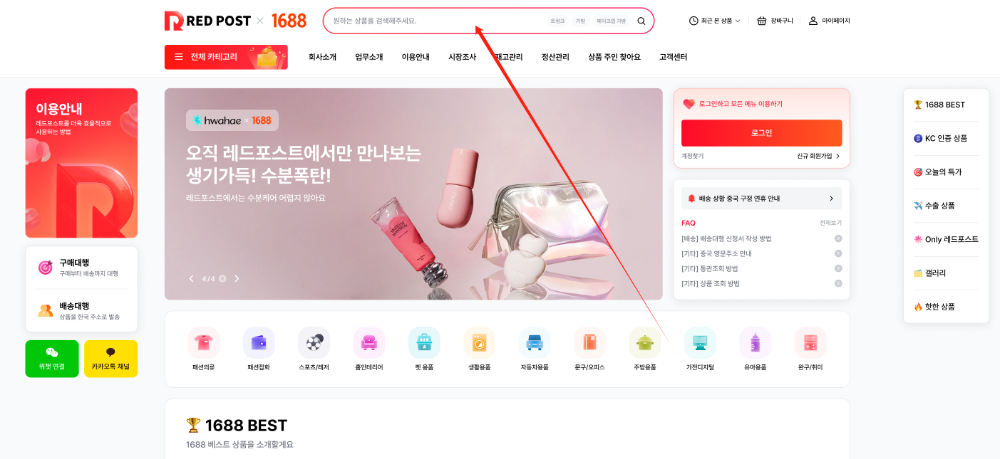 RED POST × 1688
원하는 상품을 검색해주세요.
트렁크
가방
메이크업 가방
최근 본 상품
장바구니
마이페이지
전체 카테고리
회사소개
업무소개
이용안내
시장조사
재고관리
정산관리
상품 주인 찾아요
고객센터
이용안내
레드포스트를 더욱 효율적으로
사용하는 방법
구매대행
구매부터 배송까지 대행
배송대행
상품을 한국 주소로 발송
위챗 연결
카카오톡 채널
hwahae × 1688
오직 레드포스트에서만 만나보는
생기가득! 수분폭탄!
레드포스트에서는 수분케어 어렵지 않아요
4/4
로그인하고 모든 메뉴 이용하기
로그인
계정찾기
신규 회원가입
배송 상황 중국 구정 연휴 안내
FAQ
전체보기
[배송] 배송대행 신청서 작성 방법
[기타] 중국 영문주소 안내
[기타] 통관조회 방법
[기타] 상품 조회 방법
1688 BEST
KC 인증 상품
오늘의 특가
수출 상품
Only 레드포스트
갤러리
핫한 상품
패션의류
패션잡화
스포츠/레저
홈인테리어
펫 용품
생활용품
자동차용품
문구/오피스
주방용품
가전디지털
유아용품
완구/취미
1688 BEST
1688 베스트 상품을 소개할게요